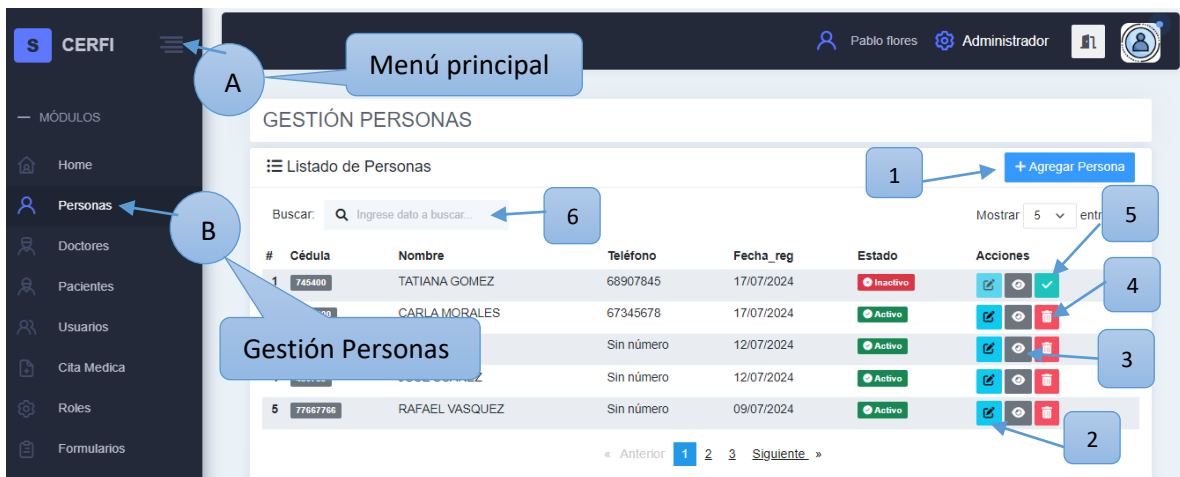 S CERFI
Pablo flores Administrador
A
Menú principal
MÓDULOS
GESTIÓN PERSONAS
Home
Listado de Personas
1
+ Agregar Persona
Personas
B
Buscar: Ingrese dato a buscar...
6
Mostrar 5
5
Doctores
# Cédula Nombre Teléfono Fecha_reg Estado Acciones
1 745400 TATIANA GOMEZ 68907845 17/07/2024 Inactivo
4
Pacientes
CARLA MORALES 67345678 17/07/2024 Activo
Usuarios
Gestión Personas
Sin número 12/07/2024 Activo
3
Cita Medica
Sin número 12/07/2024 Activo
Roles
5 77667766 RAFAEL VASQUEZ Sin número 09/07/2024 Activo
2
Formularios
« Anterior 1 2 3 Siguiente »